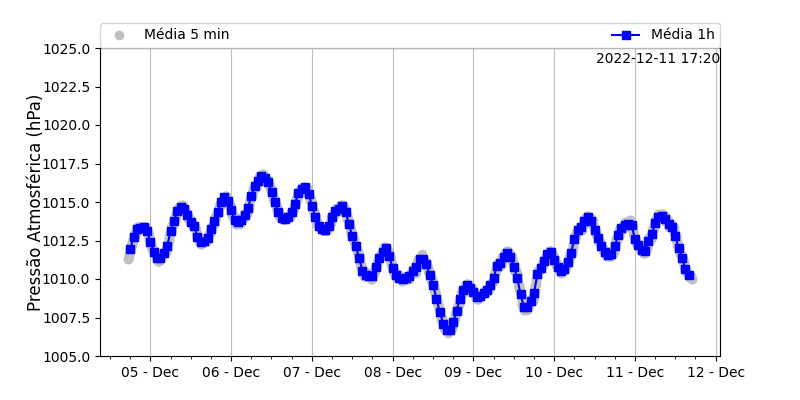 Média 5 min
Média 1h
2022-12-11 17:20
Pressão Atmosférica (hPa)
1025.0
1022.5
1020.0
1017.5
1015.0
1012.5
1010.0
1007.5
1005.0
05 - Dec
06 - Dec
07 - Dec
08 - Dec
09 - Dec
10 - Dec
11 - Dec
12 - Dec